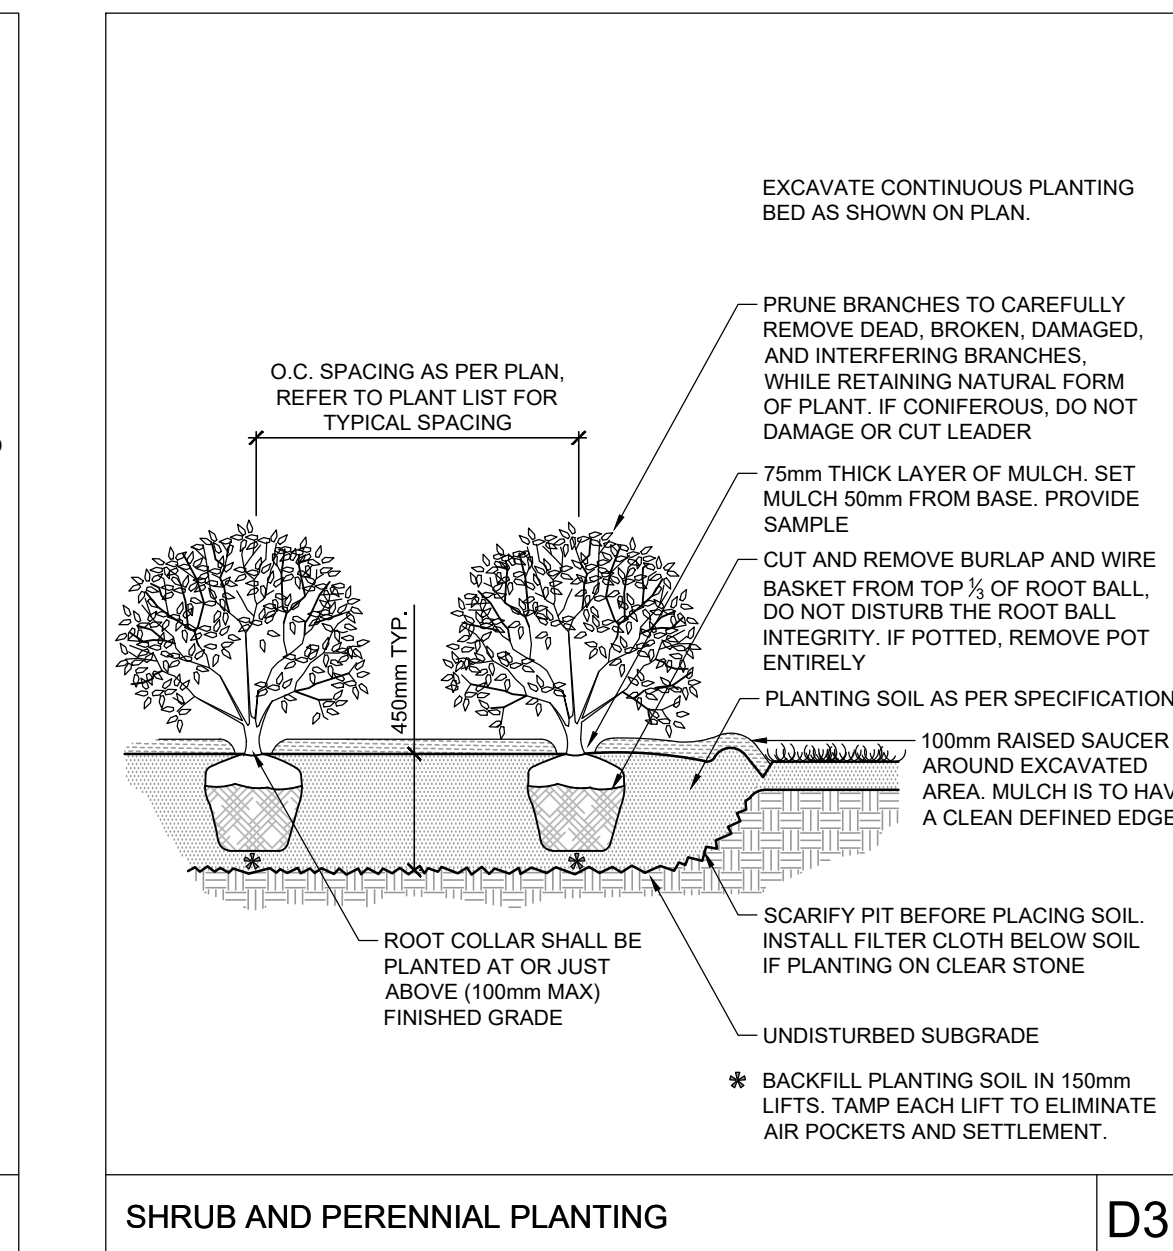 EXCAVATE CONTINUOUS PLANTING
BED AS SHOWN ON PLAN.
PRUNE BRANCHES TO CAREFULLY
REMOVE DEAD, BROKEN, DAMAGED,
AND INTERFERING BRANCHES,
WHILE RETAINING NATURAL FORM
OF PLANT. IF CONIFEROUS, DO NOT
DAMAGE OR CUT LEADER
O.C. SPACING AS PER PLAN,
REFER TO PLANT LIST FOR
TYPICAL SPACING
75mm THICK LAYER OF MULCH. SET
MULCH 50mm FROM BASE. PROVIDE
SAMPLE
CUT AND REMOVE BURLAP AND WIRE
BASKET FROM TOP ⅓ OF ROOT BALL,
DO NOT DISTURB THE ROOT BALL
INTEGRITY. IF POTTED, REMOVE POT
ENTIRELY
450mm TYP.
PLANTING SOIL AS PER SPECIFICATION
100mm RAISED SAUCER
AROUND EXCAVATED
AREA. MULCH IS TO HAV
A CLEAN DEFINED EDGE
SCARIFY PIT BEFORE PLACING SOIL.
INSTALL FILTER CLOTH BELOW SOIL
IF PLANTING ON CLEAR STONE
ROOT COLLAR SHALL BE
PLANTED AT OR JUST
ABOVE (100mm MAX)
FINISHED GRADE
UNDISTURBED SUBGRADE
* BACKFILL PLANTING SOIL IN 150mm
LIFTS. TAMP EACH LIFT TO ELIMINATE
AIR POCKETS AND SETTLEMENT.
SHRUB AND PERENNIAL PLANTING
D3